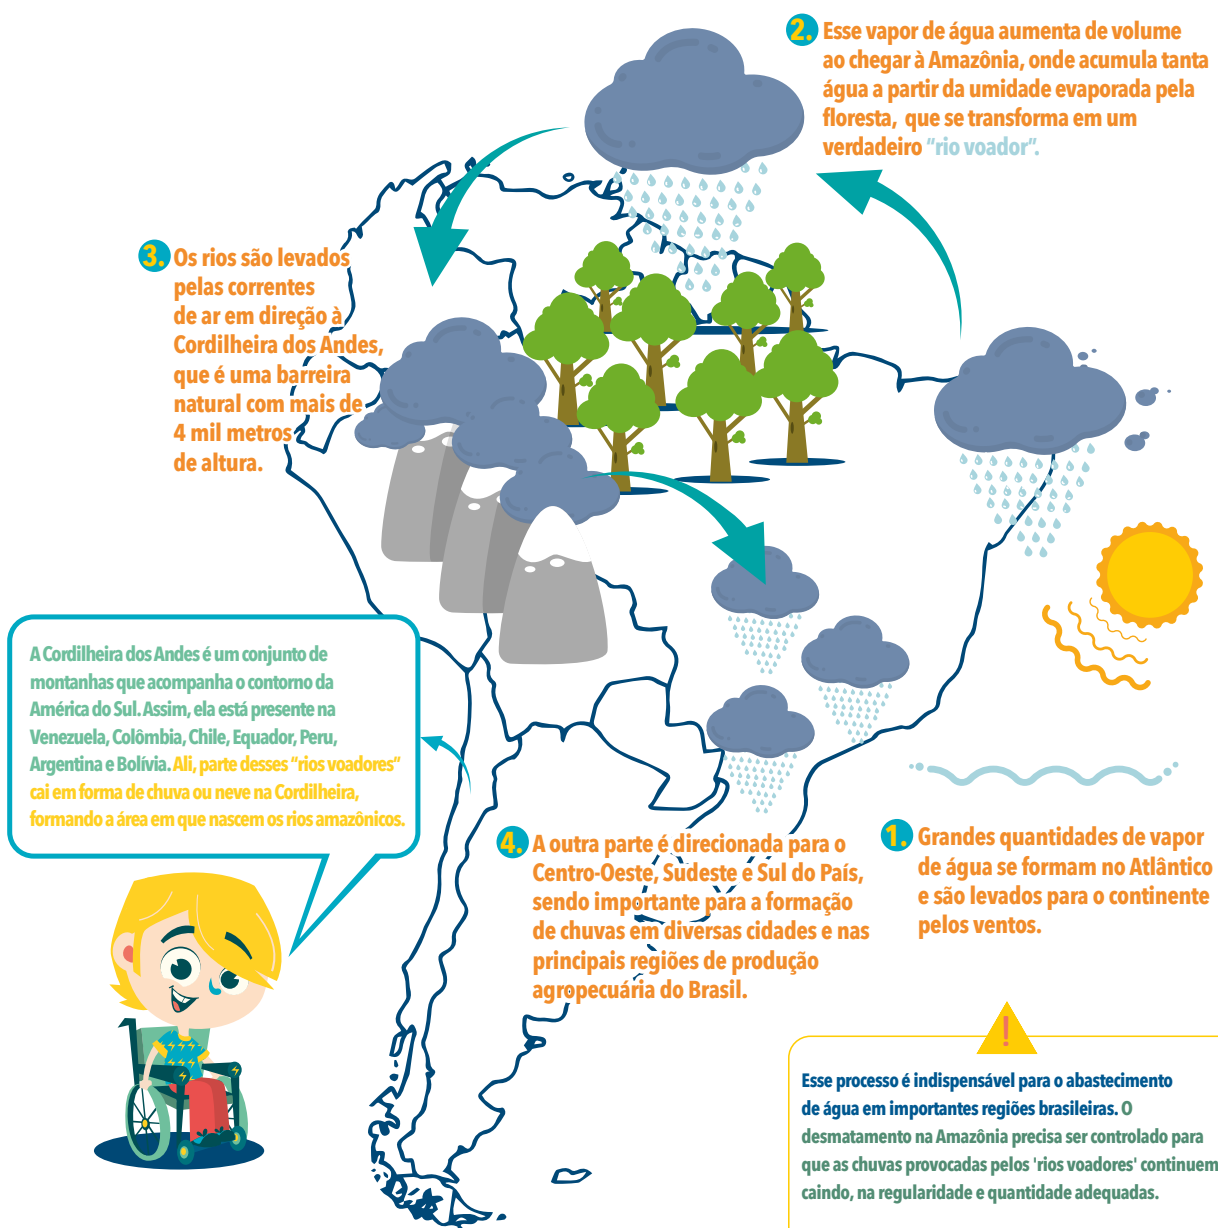 2. Esse vapor de água aumenta de volume
ao chegar à Amazônia, onde acumula tanta
água a partir da umidade evaporada pela
floresta, que se transforma em um
verdadeiro “rio voador”.
3. Os rios são levados
pelas correntes
de ar em direção à
Cordilheira dos Andes,
que é uma barreira
natural com mais de
4 mil metros
de altura.
A Cordilheira dos Andes é um conjunto de
montanhas que acompanha o contorno da
América do Sul. Assim, ela está presente na
Venezuela, Colômbia, Chile, Equador, Peru,
Argentina e Bolívia. Ali, parte desses “rios voadores”
cai em forma de chuva ou neve na Cordilheira,
formando a área em que nascem os rios amazônicos.
4. A outra parte é direcionada para o
Centro-Oeste, Sudeste e Sul do País,
sendo importante para a formação
de chuvas em diversas cidades e nas
principais regiões de produção
agropecuária do Brasil.
1. Grandes quantidades de vapor
de água se formam no Atlântico
e são levados para o continente
pelos ventos.
!
Esse processo é indispensável para o abastecimento
de água em importantes regiões brasileiras. O
desmatamento na Amazônia precisa ser controlado para
que as chuvas provocadas pelos 'rios voadores' continuem
caindo, na regularidade e quantidade adequadas.